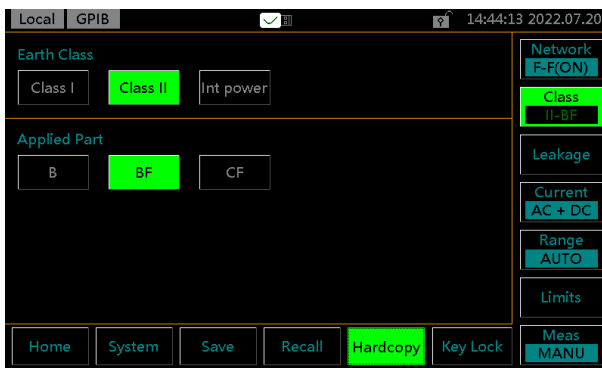 Local GPIB 14:44:13 2022.07.20
Earth Class
Class I Class II Int power
Applied Part
B BF CF
Network
F-F(ON)
Class
II-BF
Leakage
Current
AC + DC
Range
AUTO
Limits
Meas
MANU
Home System Save Recall Hardcopy Key Lock